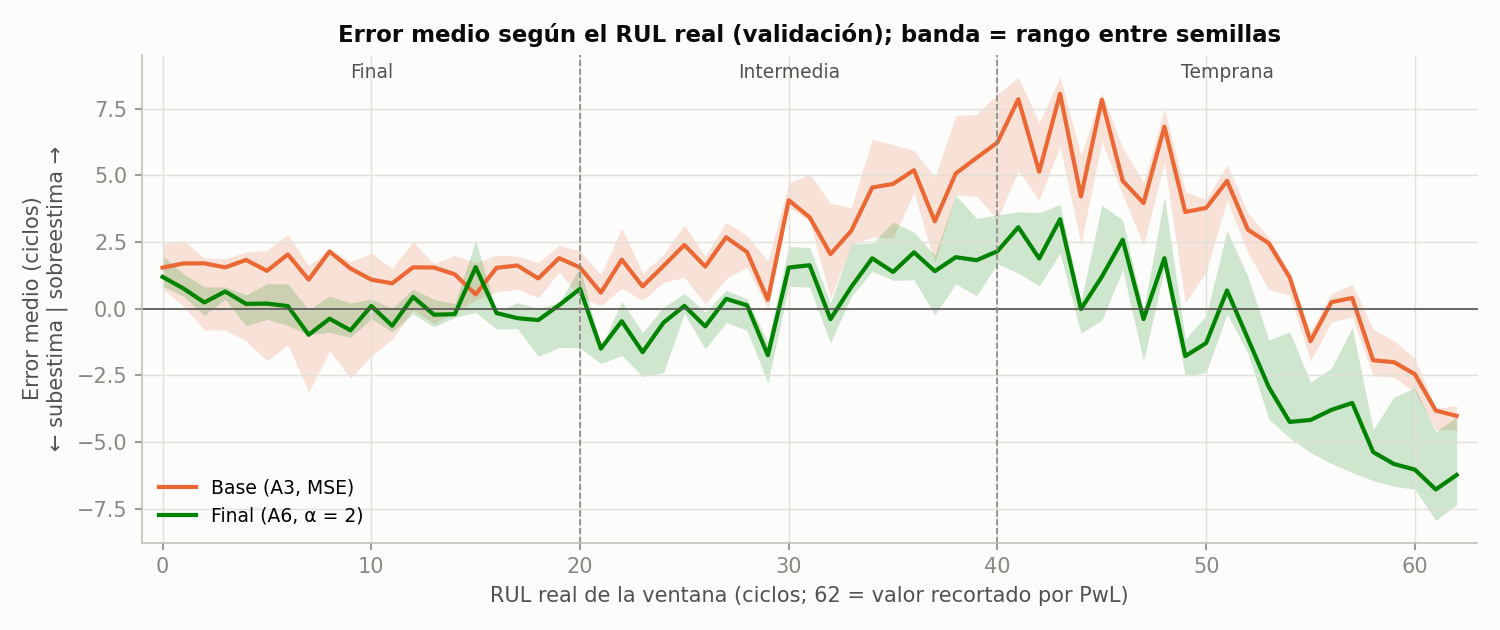 Error medio según el RUL real (validación); banda = rango entre semillas
Final
Intermedia
Temprana
Error medio (ciclos)
← subestima | sobreestima →
7.5
5.0
2.5
0.0
−2.5
−5.0
−7.5
Base (A3, MSE)
Final (A6, α = 2)
0
10
20
30
40
50
60
RUL real de la ventana (ciclos; 62 = valor recortado por PwL)